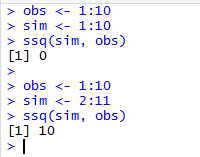 > obs <- 1:10
> sim <- 1:10
> ssq(sim, obs)
[1] 0
>
> obs <- 1:10
> sim <- 2:11
> ssq(sim, obs)
[1] 10
>